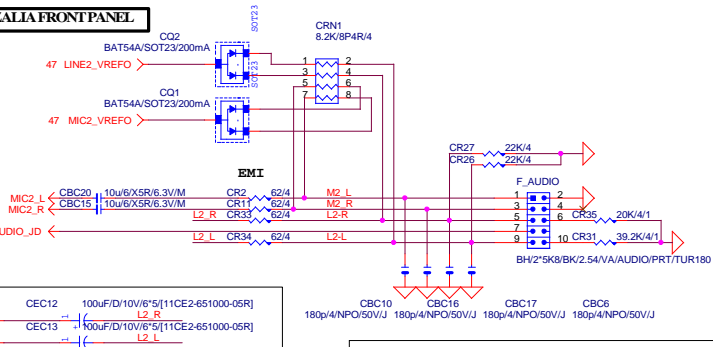 ZALIA FRONT PANEL
CQ2
BAT54A/SOT23/200mA
SOT23
CRN1
8.2K/8P4R/4
47 LINE2_VREFO
1 2
3 4
5 6
7 8
SOT23
CQ1
BAT54A/SOT23/200mA
47 MIC2_VREFO
CR27 22K/4
CR26 22K/4
EMI
F_AUDIO
MIC2_L CBC20 10u/6/X5R/6.3V/M CR2 62/4 M2_L
MIC2_R CBC15 10u/6/X5R/6.3V/M CR11 62/4 M2_R
L2_R CR33 62/4 L2-R
UDIO_JD
L2_L CR34 62/4 L2-L
1 2
3 4
5 6 CR35 20K/4/1
7 8
9 10 CR31 39.2K/4/1
BH/2*5K8/BK/2.54/VA/AUDIO/PRT/TUR180
CBC10 CBC16 CBC17 CBC6
180p/4/NPO/50V/J 180p/4/NPO/50V/J 180p/4/NPO/50V/J 180p/4/NPO/50V/J
CEC12 100uF/D/10V/6*5/[11CE2-651000-05R]
L2_R
CEC13 100uF/D/10V/6*5/[11CE2-651000-05R]
L2_L